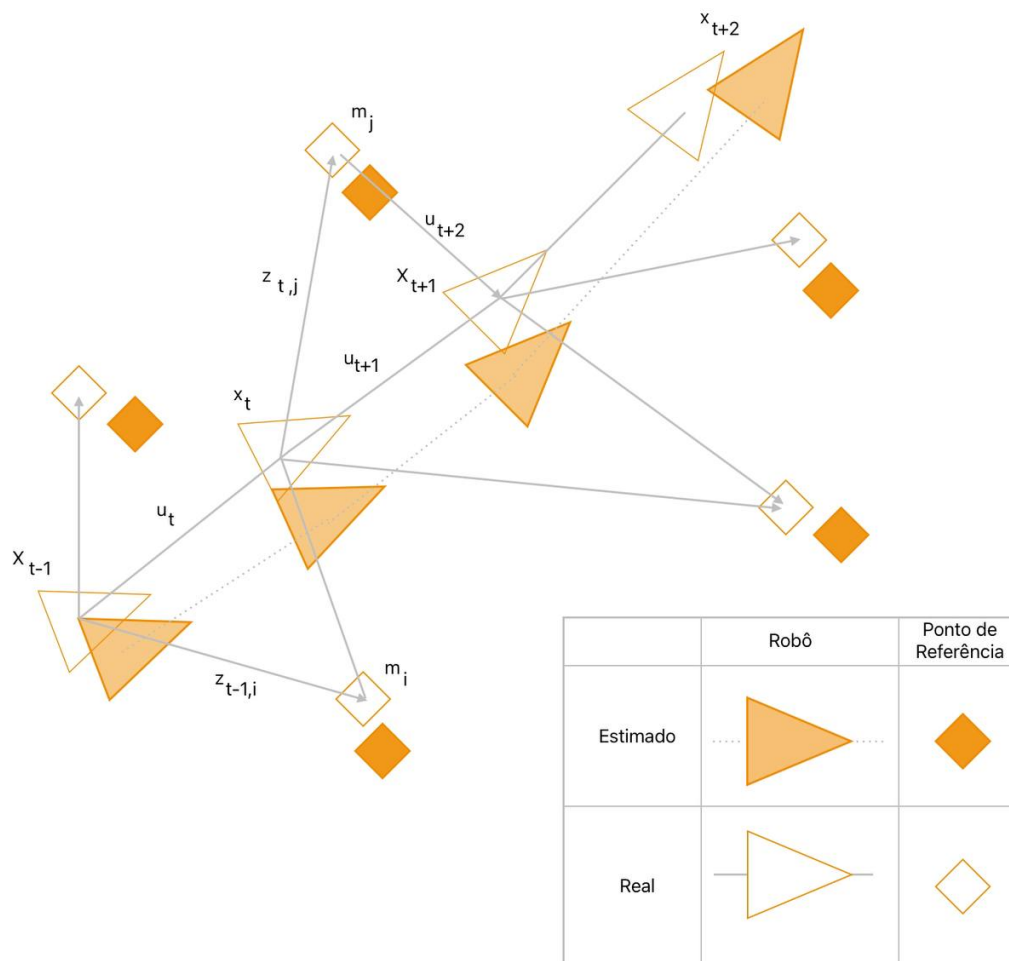 x t+2
m j
u t+2
z t,j
X t+1
u t+1
x t
u t
X t-1
m i
z t-1,i
Robô
Ponto de
Referência
Estimado
Real